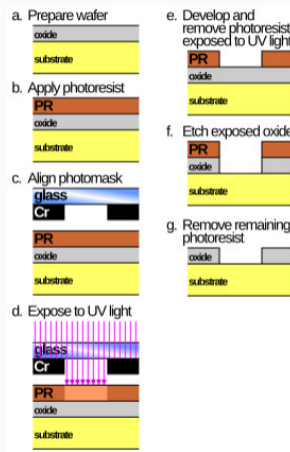 a. Prepare wafer
oxide
substrate
b. Apply photoresist
PR
oxide
substrate
c. Align photomask
glass
Cr
PR
oxide
substrate
d. Expose to UV light
glass
Cr
PR
oxide
substrate
e. Develop and
remove photoresist
exposed to UV light
PR
oxide
substrate
f. Etch exposed oxide
PR
oxide
substrate
g. Remove remaining
photoresist
oxide
substrate